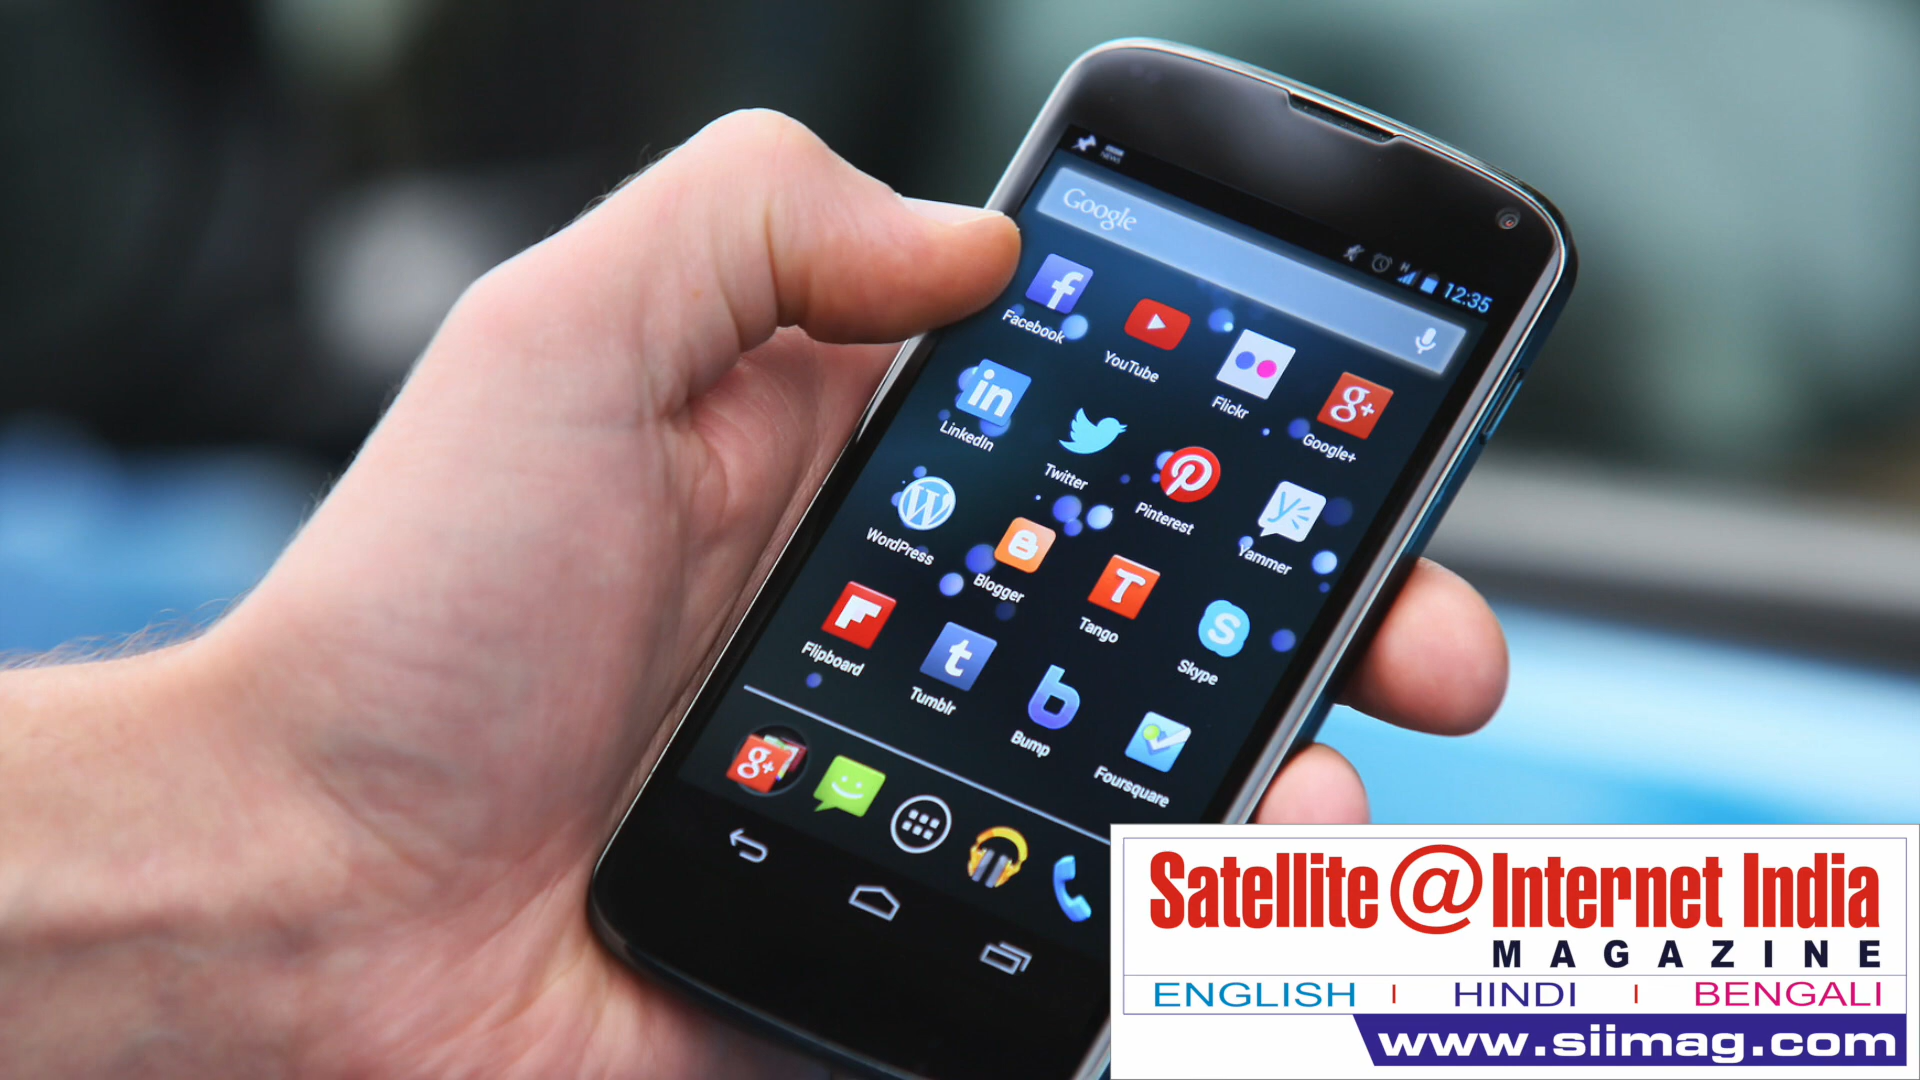 NEWS
Google
12:35
Facebook
YouTube
Flickr
Google+
LinkedIn
Twitter
Pinterest
Yammer
WordPress
Blogger
Tango
Skype
Flipboard
Tumblr
Bump
Foursquare
Satellite @ Internet India
MAGAZINE
ENGLISH | HINDI | BENGALI
www.siimag.com